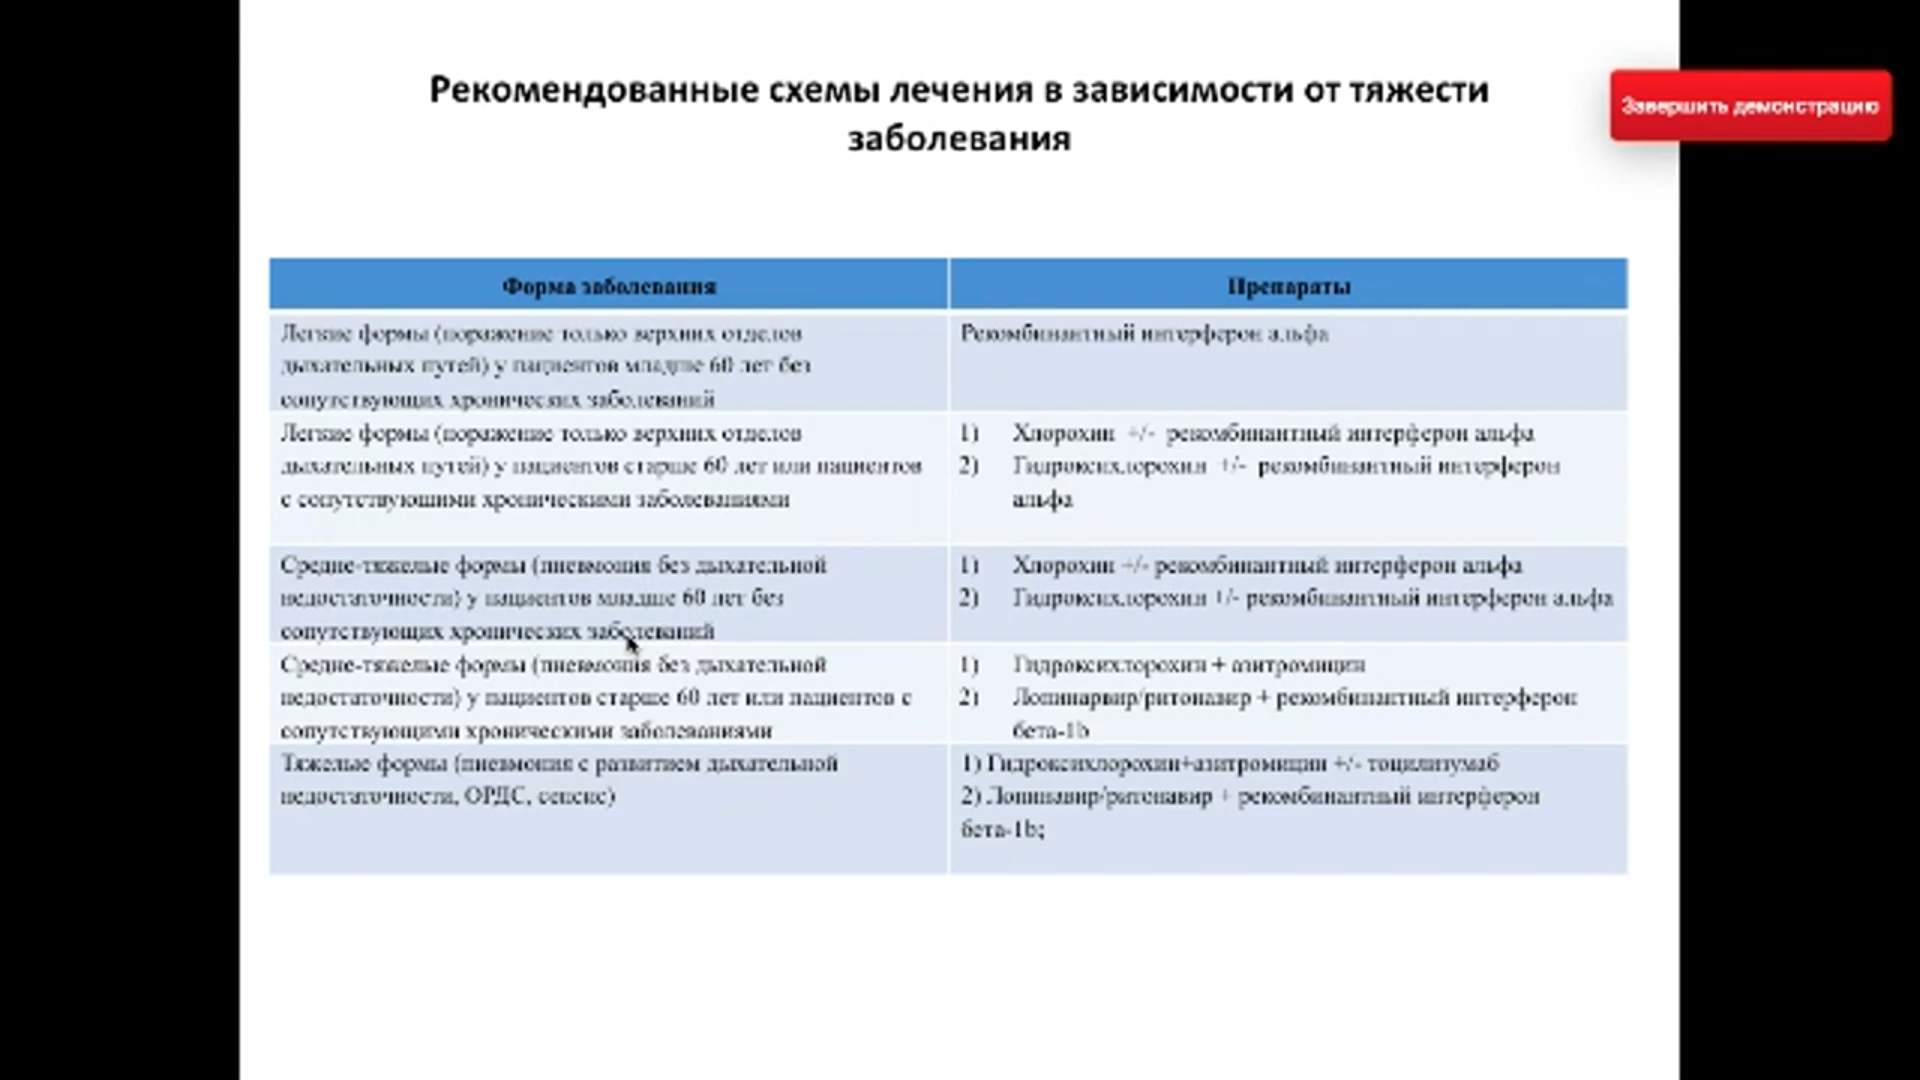 Рекомендованные схемы лечения в зависимости от тяжести
заболевания
Завершить демонстрацию
Форма заболевания
Препараты
Легкие формы (поражение только верхних отделов
дыхательных путей) у пациентов младше 60 лет без
сопутствующих хронических заболеваний
Рекомбинантный интерферон альфа
Легкие формы (поражение только верхних отделов
дыхательных путей) у пациентов старше 60 лет или пациентов
с сопутствующими хроническими заболеваниями
1) Хлорохин +/- рекомбинантный интерферон альфа
2) Гидроксихлорохин +/- рекомбинантный интерферон
альфа
Средне-тяжелые формы (пневмония без дыхательной
недостаточности) у пациентов младше 60 лет без
сопутствующих хронических заболеваний
1) Хлорохин +/- рекомбинантный интерферон альфа
2) Гидроксихлорохин +/- рекомбинантный интерферон альфа
Средне-тяжелые формы (пневмония без дыхательной
недостаточности) у пациентов старше 60 лет или пациентов с
сопутствующими хроническими заболеваниями
1) Гидроксихлорохин + азитромицин
2) Лопинарвир/ритонавир + рекомбинантный интерферон
бета-1b
Тяжелые формы (пневмония с развитием дыхательной
недостаточности, ОРДС, сепсис)
1) Гидроксихлорохин+азитромицин +/- тоцилизумаб
2) Лопинавир/ритонавир + рекомбинантный интерферон
бета-1b;